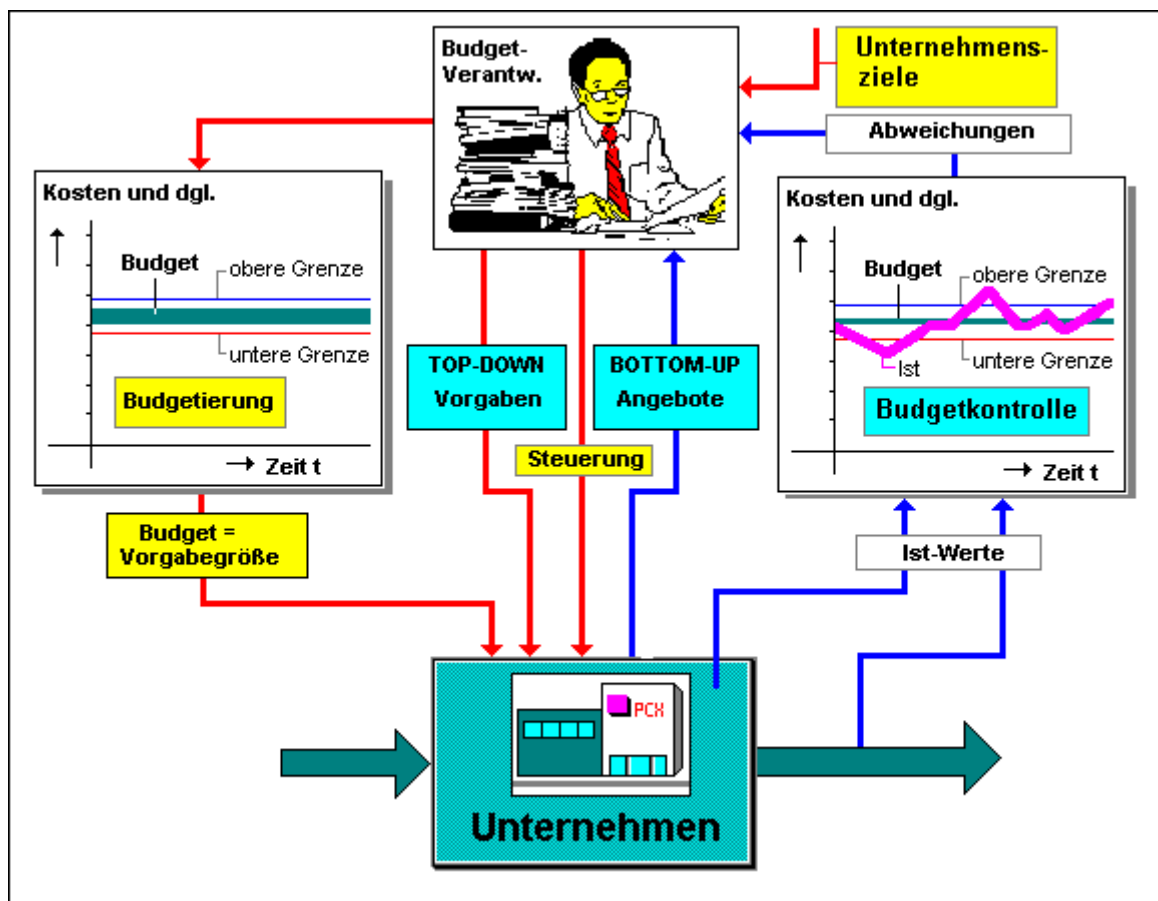 Budget-
Verantw.
Unternehmens-
ziele
Abweichungen
Kosten und dgl.
Budget
obere Grenze
untere Grenze
Budgetierung
Zeit t
TOP-DOWN
Vorgaben
BOTTOM-UP
Angebote
Steuerung
Kosten und dgl.
Budget
obere Grenze
Ist
untere Grenze
Budgetkontrolle
Zeit t
Budget =
Vorgabegröße
Ist-Werte
PCX
Unternehmen